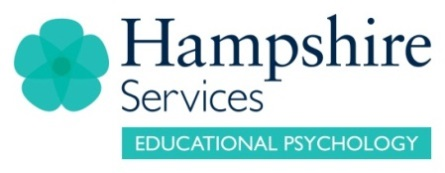 Hampshire
Services
EDUCATIONAL PSYCHOLOGY